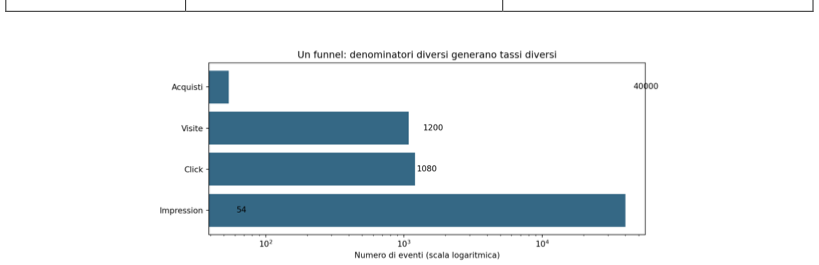 Un funnel: denominatori diversi generano tassi diversi
Acquisti
40000
Visite
1200
Click
1080
Impression
54
10²
10³
10⁴
Numero di eventi (scala logaritmica)